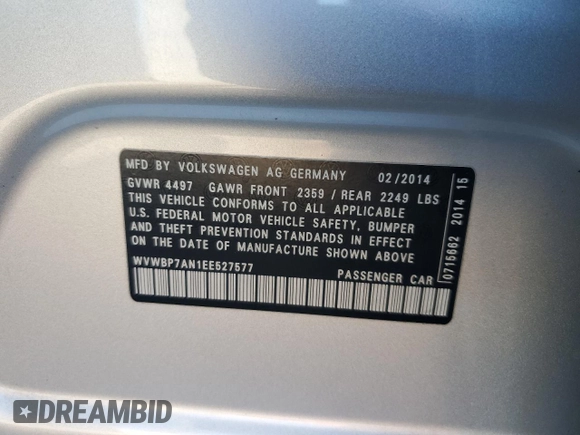 MFD BY VOLKSWAGEN AG GERMANY 02/2014
GVWR 4497 GAWR FRONT 2359 / REAR 2249 LBS
THIS VEHICLE CONFORMS TO ALL APPLICABLE
U.S. FEDERAL MOTOR VEHICLE SAFETY, BUMPER
AND THEFT PREVENTION STANDARDS IN EFFECT
ON THE DATE OF MANUFACTURE SHOWN ABOVE
WVWBP7AN1EE527577 PASSENGER CAR
0715662 2014 15
DREAMBID